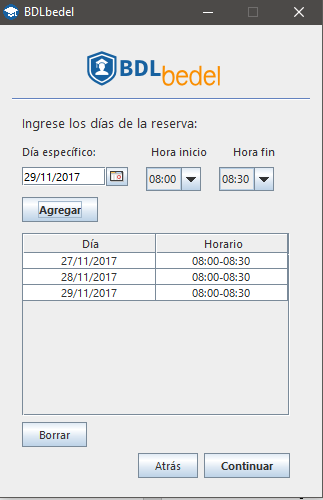 BDLbedel
BDLbedel
Ingrese los días de la reserva:
Día específico: Hora inicio Hora fin
29/11/2017 08:00 08:30
Agregar
Día Horario
27/11/2017 08:00-08:30
28/11/2017 08:00-08:30
29/11/2017 08:00-08:30
Borrar
Atrás Continuar